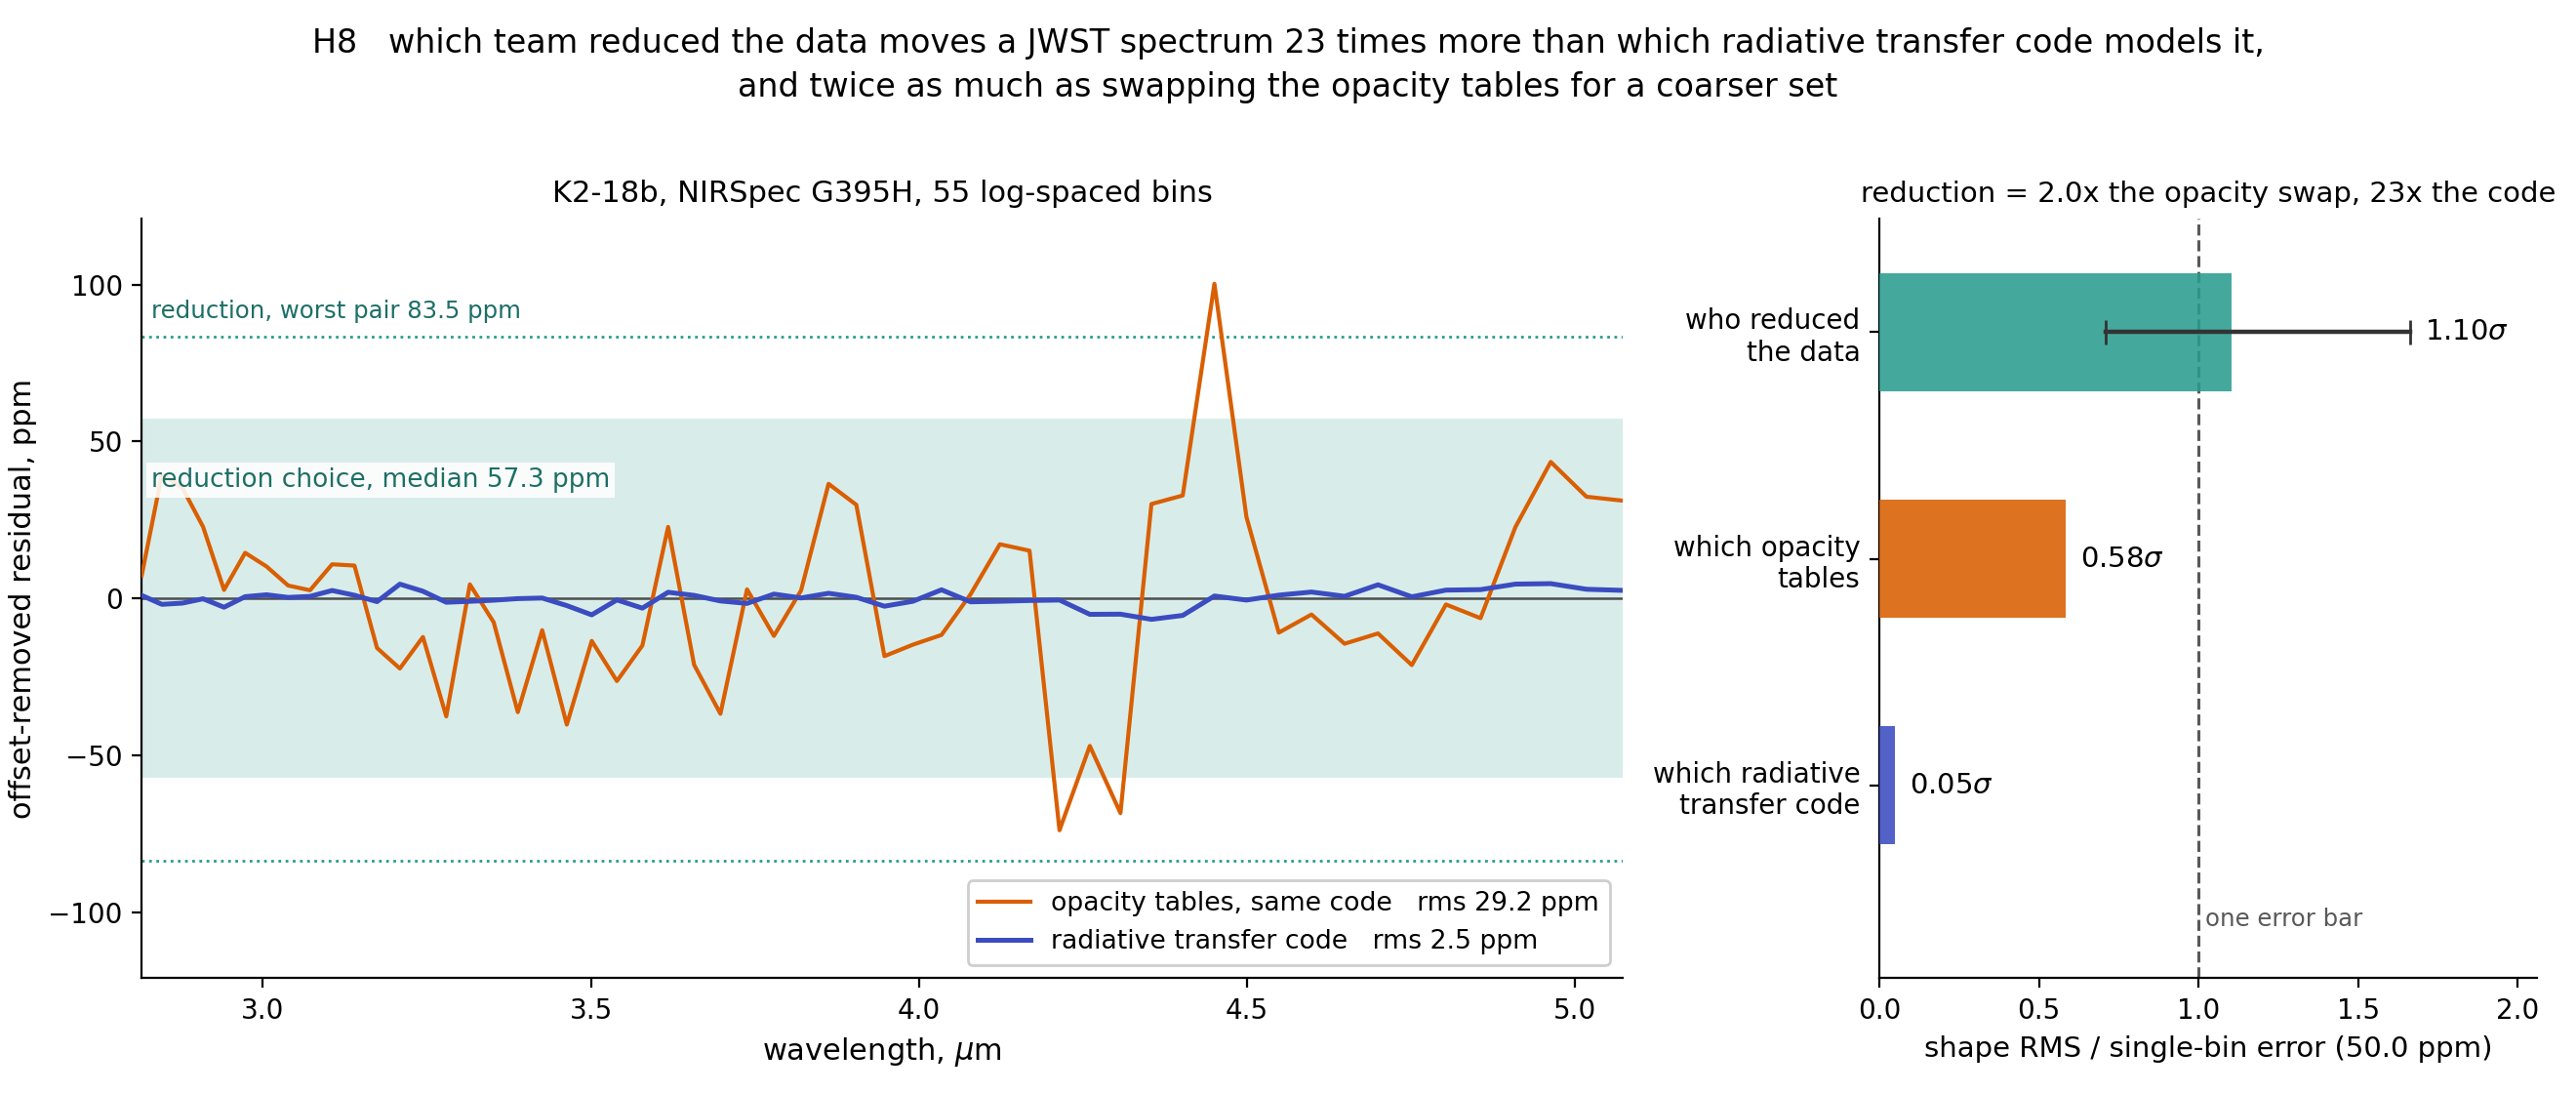 H8 which team reduced the data moves a JWST spectrum 23 times more than which radiative transfer code models it,
and twice as much as swapping the opacity tables for a coarser set
K2-18b, NIRSpec G395H, 55 log-spaced bins
offset-removed residual, ppm
100
50
0
−50
−100
reduction, worst pair 83.5 ppm
reduction choice, median 57.3 ppm
opacity tables, same code rms 29.2 ppm
radiative transfer code rms 2.5 ppm
3.0
3.5
4.0
4.5
5.0
wavelength, μm
reduction = 2.0x the opacity swap, 23x the code
who reduced
the data
1.10σ
which opacity
tables
0.58σ
which radiative
transfer code
0.05σ
one error bar
0.0
0.5
1.0
1.5
2.0
shape RMS / single-bin error (50.0 ppm)